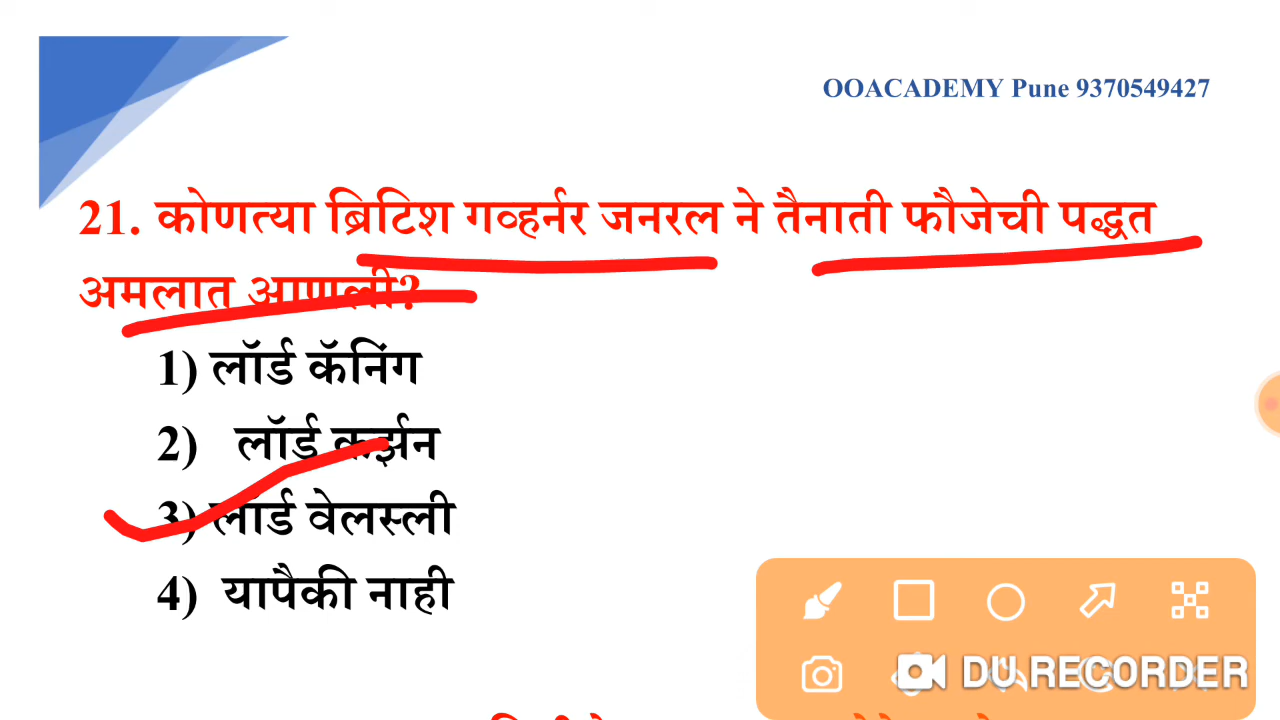 OOACADEMY Pune 9370549427
21. कोणत्या ब्रिटिश गव्हर्नर जनरल ने तैनाती फौजेची पद्धत
अमलात आणली?
1) लॉर्ड कॅनिंग
2) लॉर्ड कर्झन
3) लॉर्ड वेलस्ली
4) यापैकी नाही
DU RECORDER